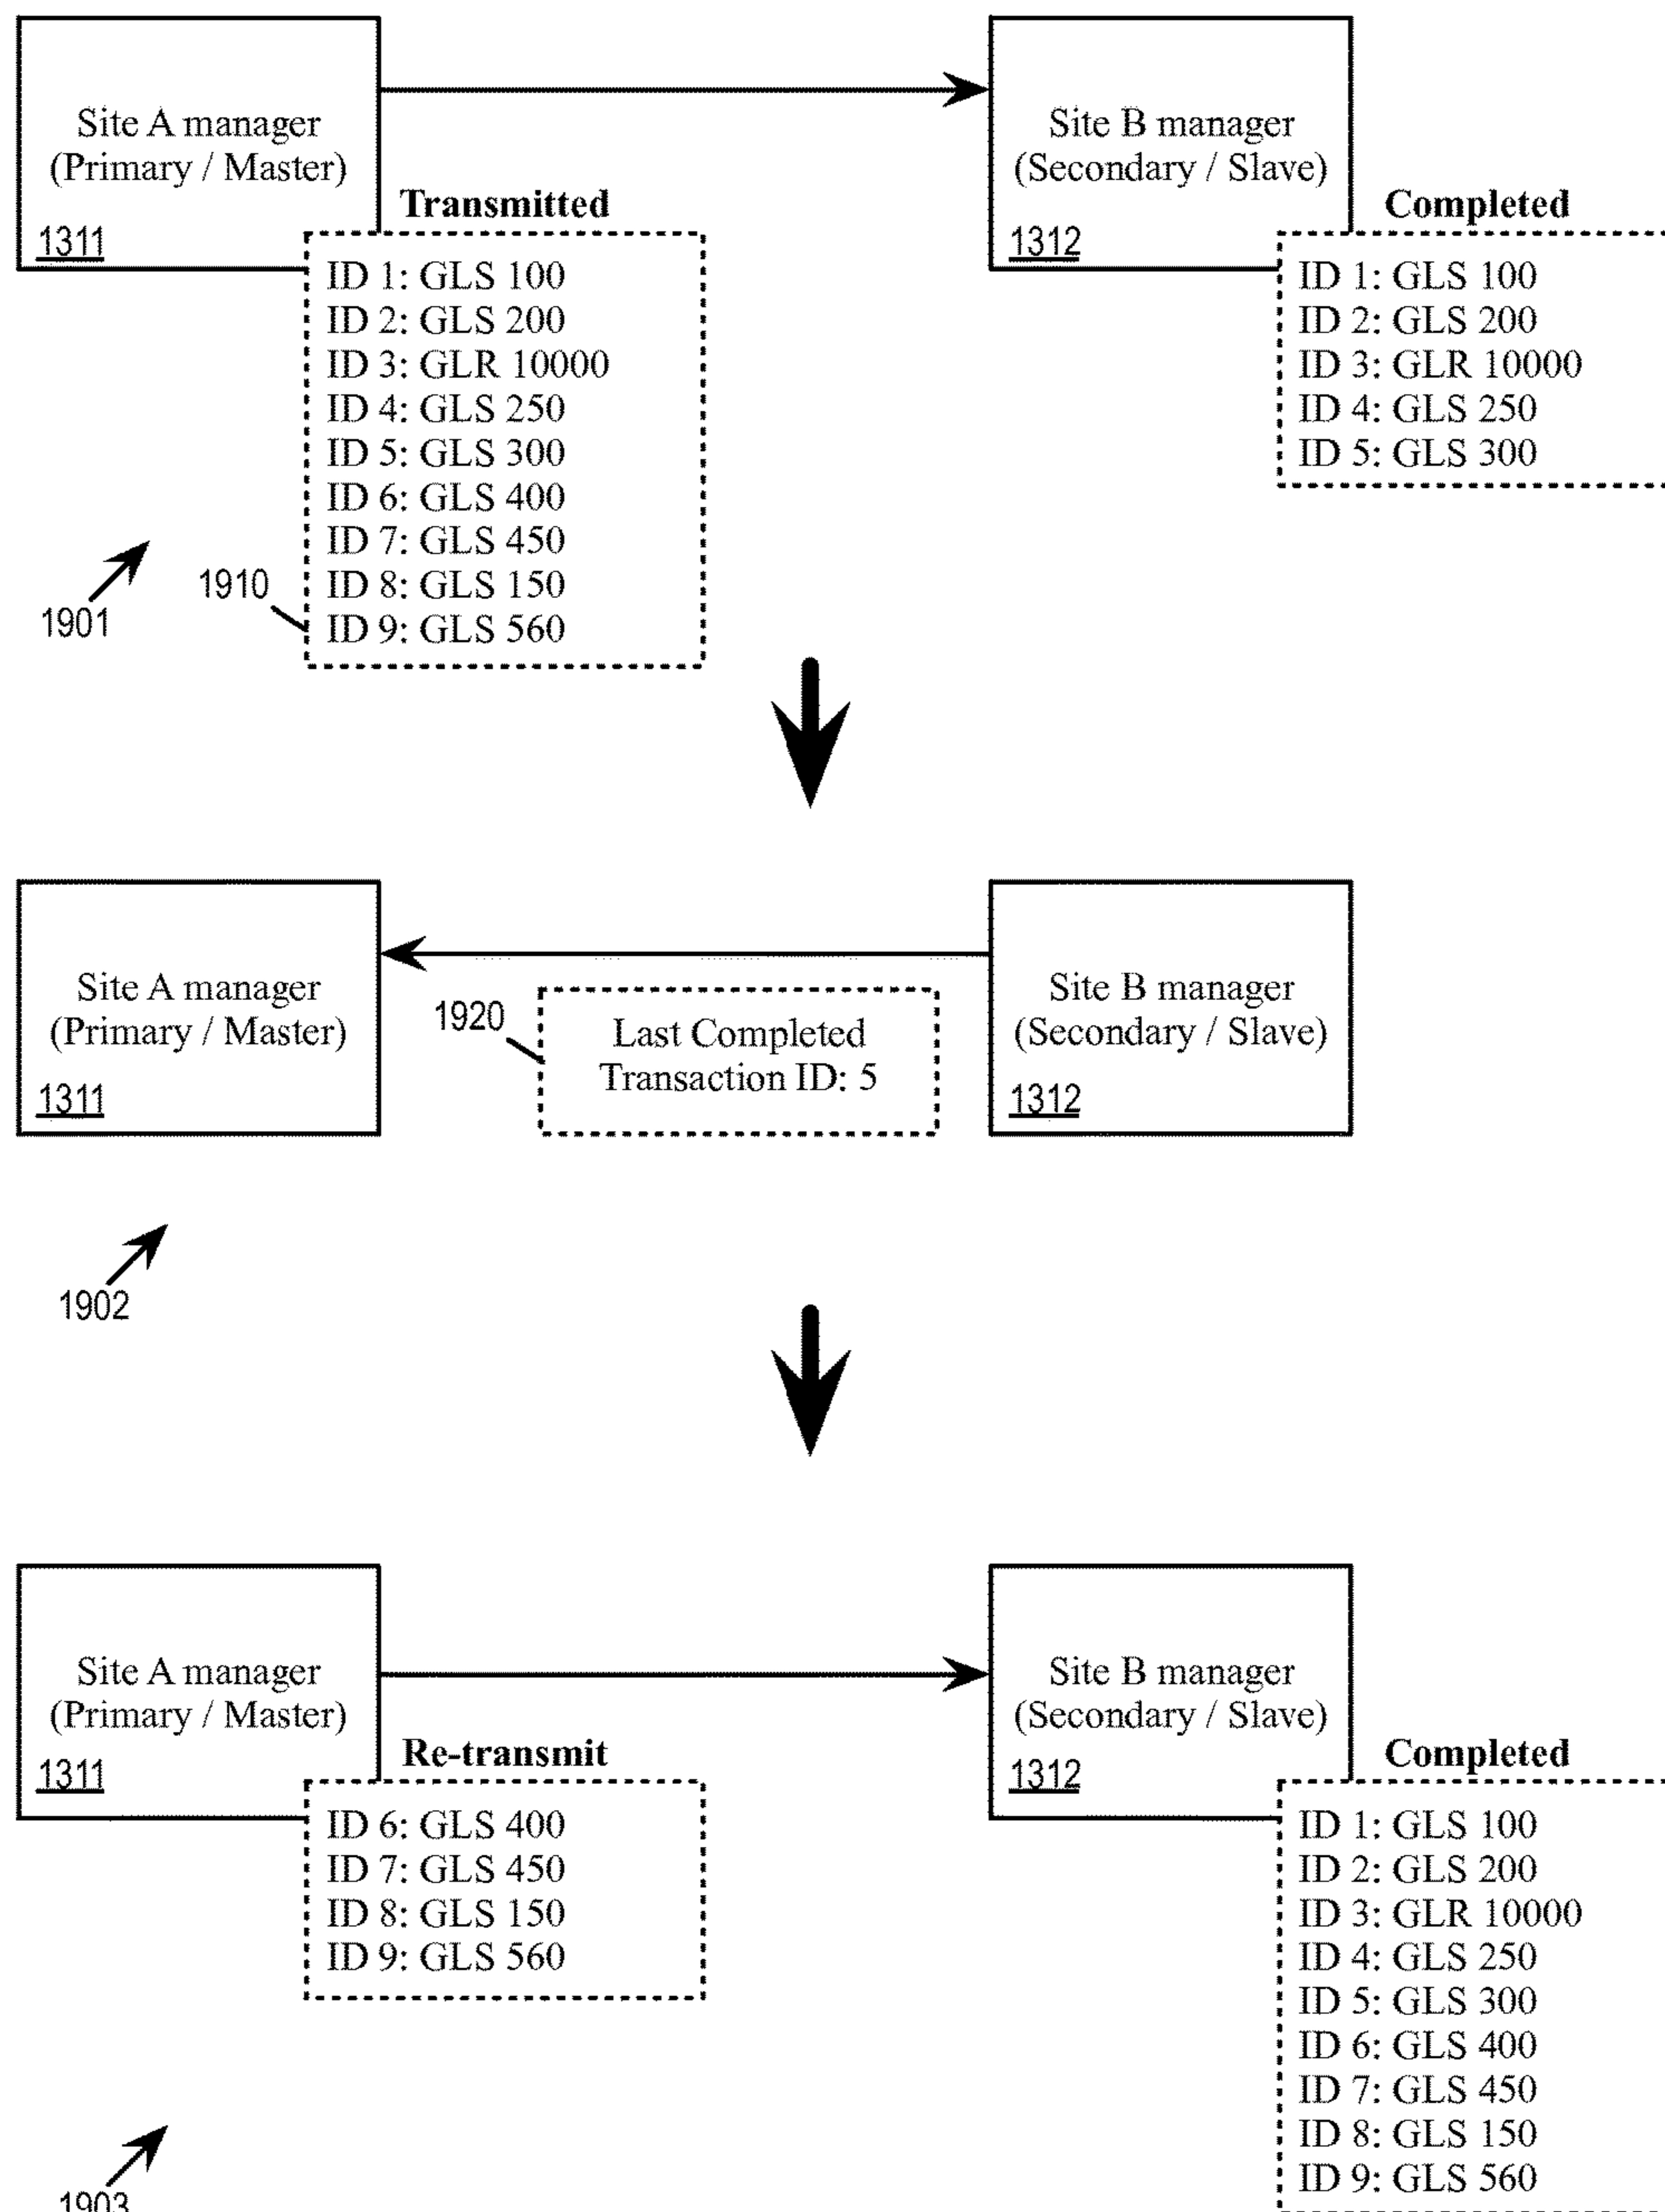 Site A manager
(Primary / Master)
1311
Transmitted
ID 1: GLS 100
ID 2: GLS 200
ID 3: GLR 10000
ID 4: GLS 250
ID 5: GLS 300
ID 6: GLS 400
ID 7: GLS 450
ID 8: GLS 150
ID 9: GLS 560
1910
1901
Site B manager
(Secondary / Slave)
1312
Completed
ID 1: GLS 100
ID 2: GLS 200
ID 3: GLR 10000
ID 4: GLS 250
ID 5: GLS 300
Site A manager
(Primary / Master)
1311
1920
Last Completed
Transaction ID: 5
Site B manager
(Secondary / Slave)
1312
1902
Site A manager
(Primary / Master)
1311
Re-transmit
ID 6: GLS 400
ID 7: GLS 450
ID 8: GLS 150
ID 9: GLS 560
Site B manager
(Secondary / Slave)
1312
Completed
ID 1: GLS 100
ID 2: GLS 200
ID 3: GLR 10000
ID 4: GLS 250
ID 5: GLS 300
ID 6: GLS 400
ID 7: GLS 450
ID 8: GLS 150
ID 9: GLS 560
1903